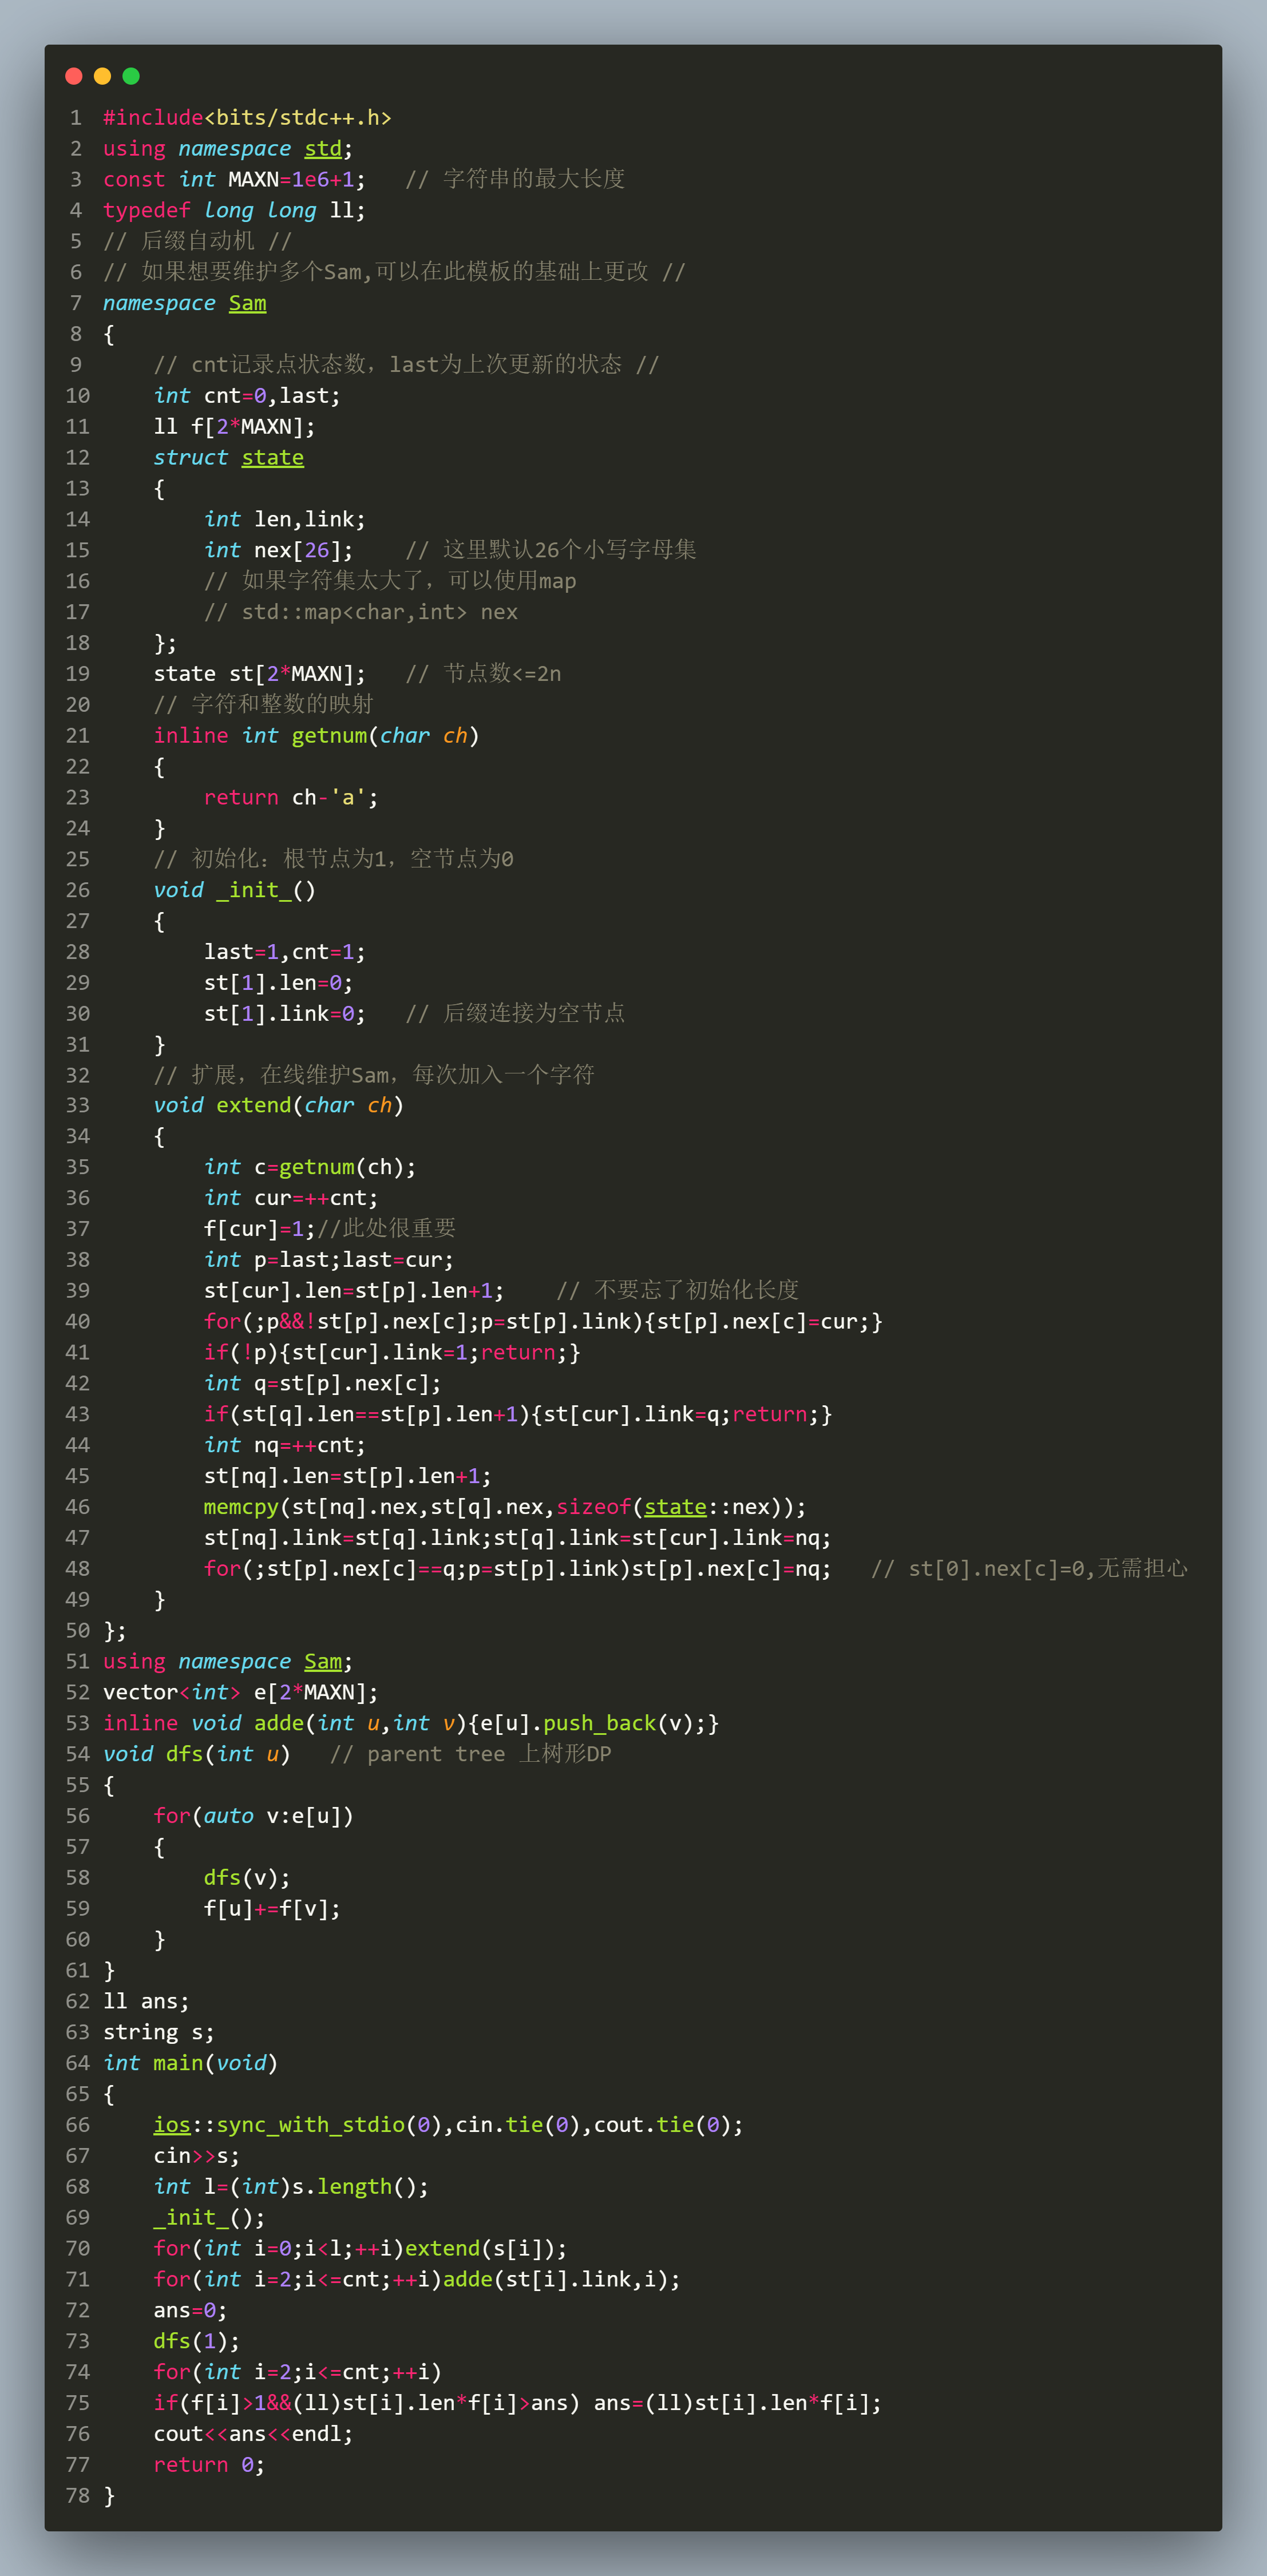 1 #include<bits/stdc++.h>
2 using namespace std;
3 const int MAXN=1e6+1;   // 字符串的最大长度
4 typedef long long ll;
5 // 后缀自动机 //
6 // 如果想要维护多个Sam,可以在此模板的基础上更改 //
7 namespace Sam
8 {
9     // cnt记录点状态数，last为上次更新的状态 //
10     int cnt=0,last;
11     ll f[2*MAXN];
12     struct state
13     {
14         int len,link;
15         int nex[26];    // 这里默认26个小写字母集
16         // 如果字符集太大了，可以使用map
17         // std::map<char,int> nex
18     };
19     state st[2*MAXN];   // 节点数<=2n
20     // 字符和整数的映射
21     inline int getnum(char ch)
22     {
23         return ch-'a';
24     }
25     // 初始化：根节点为1，空节点为0
26     void _init_()
27     {
28         last=1,cnt=1;
29         st[1].len=0;
30         st[1].link=0;   // 后缀连接为空节点
31     }
32     // 扩展，在线维护Sam，每次加入一个字符
33     void extend(char ch)
34     {
35         int c=getnum(ch);
36         int cur=++cnt;
37         f[cur]=1;//此处很重要
38         int p=last;last=cur;
39         st[cur].len=st[p].len+1;    // 不要忘了初始化长度
40         for(;p&&!st[p].nex[c];p=st[p].link){st[p].nex[c]=cur;}
41         if(!p){st[cur].link=1;return;}
42         int q=st[p].nex[c];
43         if(st[q].len==st[p].len+1){st[cur].link=q;return;}
44         int nq=++cnt;
45         st[nq].len=st[p].len+1;
46         memcpy(st[nq].nex,st[q].nex,sizeof(state::nex));
47         st[nq].link=st[q].link;st[q].link=st[cur].link=nq;
48         for(;st[p].nex[c]==q;p=st[p].link)st[p].nex[c]=nq;   // st[0].nex[c]=0,无需担心
49     }
50 };
51 using namespace Sam;
52 vector<int> e[2*MAXN];
53 inline void adde(int u,int v){e[u].push_back(v);}
54 void dfs(int u)   // parent tree 上树形DP
55 {
56     for(auto v:e[u])
57     {
58         dfs(v);
59         f[u]+=f[v];
60     }
61 }
62 ll ans;
63 string s;
64 int main(void)
65 {
66     ios::sync_with_stdio(0),cin.tie(0),cout.tie(0);
67     cin>>s;
68     int l=(int)s.length();
69     _init_();
70     for(int i=0;i<l;++i)extend(s[i]);
71     for(int i=2;i<=cnt;++i)adde(st[i].link,i);
72     ans=0;
73     dfs(1);
74     for(int i=2;i<=cnt;++i)
75     if(f[i]>1&&(ll)st[i].len*f[i]>ans) ans=(ll)st[i].len*f[i];
76     cout<<ans<<endl;
77     return 0;
78 }